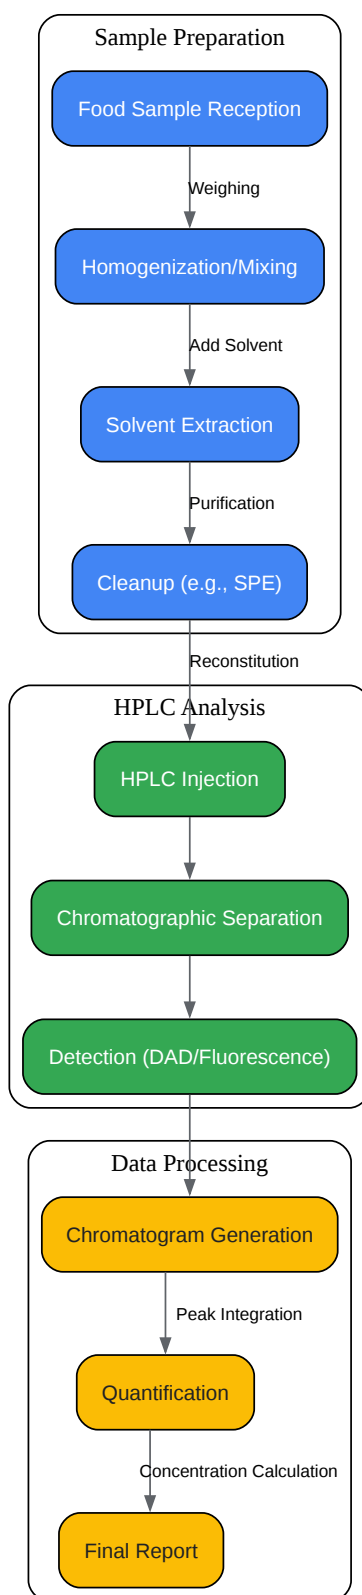 Sample Preparation
Food Sample Reception
Weighing
Homogenization/Mixing
Add Solvent
Solvent Extraction
Purification
Cleanup (e.g., SPE)
Reconstitution
HPLC Analysis
HPLC Injection
Chromatographic Separation
Detection (DAD/Fluorescence)
Data Processing
Chromatogram Generation
Peak Integration
Quantification
Concentration Calculation
Final Report